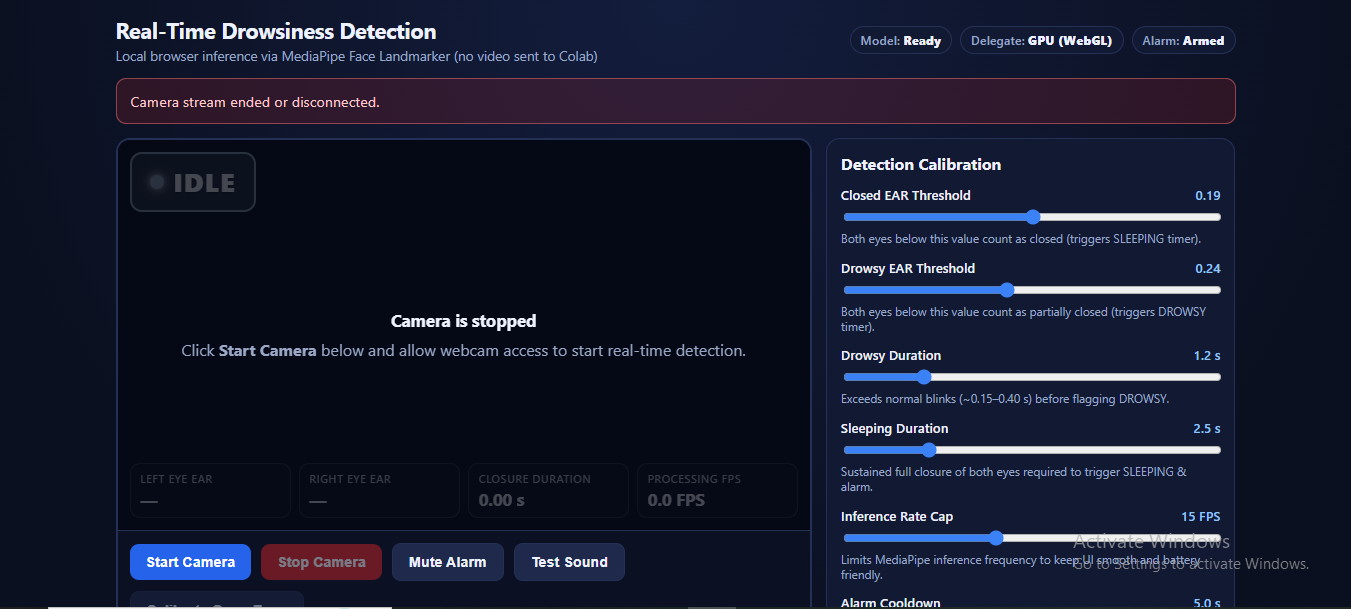 Real-Time Drowsiness Detection
Local browser inference via MediaPipe Face Landmarker (no video sent to Colab)
Model: Ready
Delegate: GPU (WebGL)
Alarm: Armed
Camera stream ended or disconnected.
IDLE
Camera is stopped
Click Start Camera below and allow webcam access to start real-time detection.
LEFT EYE EAR
—
RIGHT EYE EAR
—
CLOSURE DURATION
0.00 s
PROCESSING FPS
0.0 FPS
Start Camera
Stop Camera
Mute Alarm
Test Sound
Detection Calibration
Closed EAR Threshold
0.19
Both eyes below this value count as closed (triggers SLEEPING timer).
Drowsy EAR Threshold
0.24
Both eyes below this value count as partially closed (triggers DROWSY
timer).
Drowsy Duration
1.2 s
Exceeds normal blinks (~0.15–0.40 s) before flagging DROWSY.
Sleeping Duration
2.5 s
Sustained full closure of both eyes required to trigger SLEEPING &
alarm.
Inference Rate Cap
15 FPS
Limits MediaPipe inference frequency to keep UI smooth and battery
friendly.
Alarm Cooldown
5.0 s
Activate Windows
Go to Settings to activate Windows.